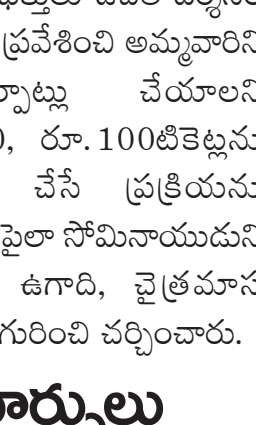 ప్రవేశించి అమ్మవారిని
చేయాలని
రూ.100టికెట్లను
చేసే ప్రక్రియను
పైలా సోమినాయుడుని
ఉగాది, చైత్రమాస
గురించి చర్చించారు.